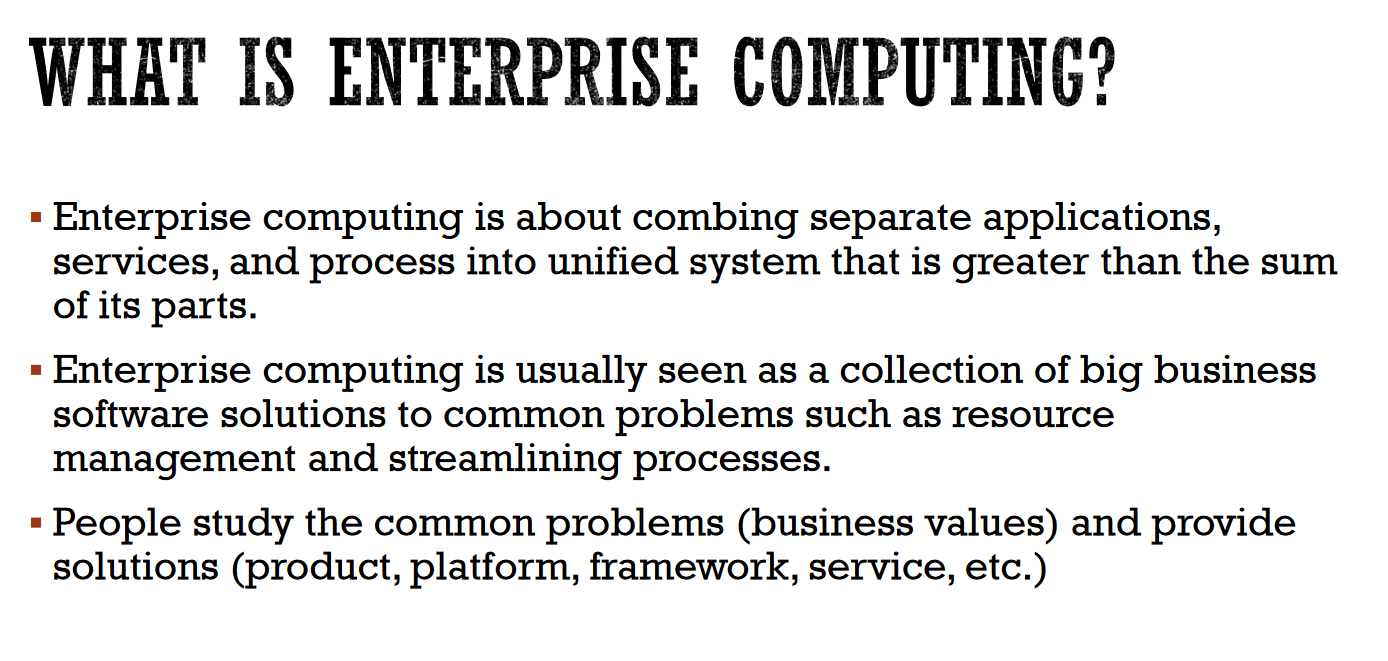 WHAT IS ENTERPRISE COMPUTING?
▪ Enterprise computing is about combing separate applications,
services, and process into unified system that is greater than the sum
of its parts.
▪ Enterprise computing is usually seen as a collection of big business
software solutions to common problems such as resource
management and streamlining processes.
▪ People study the common problems (business values) and provide
solutions (product, platform, framework, service, etc.)